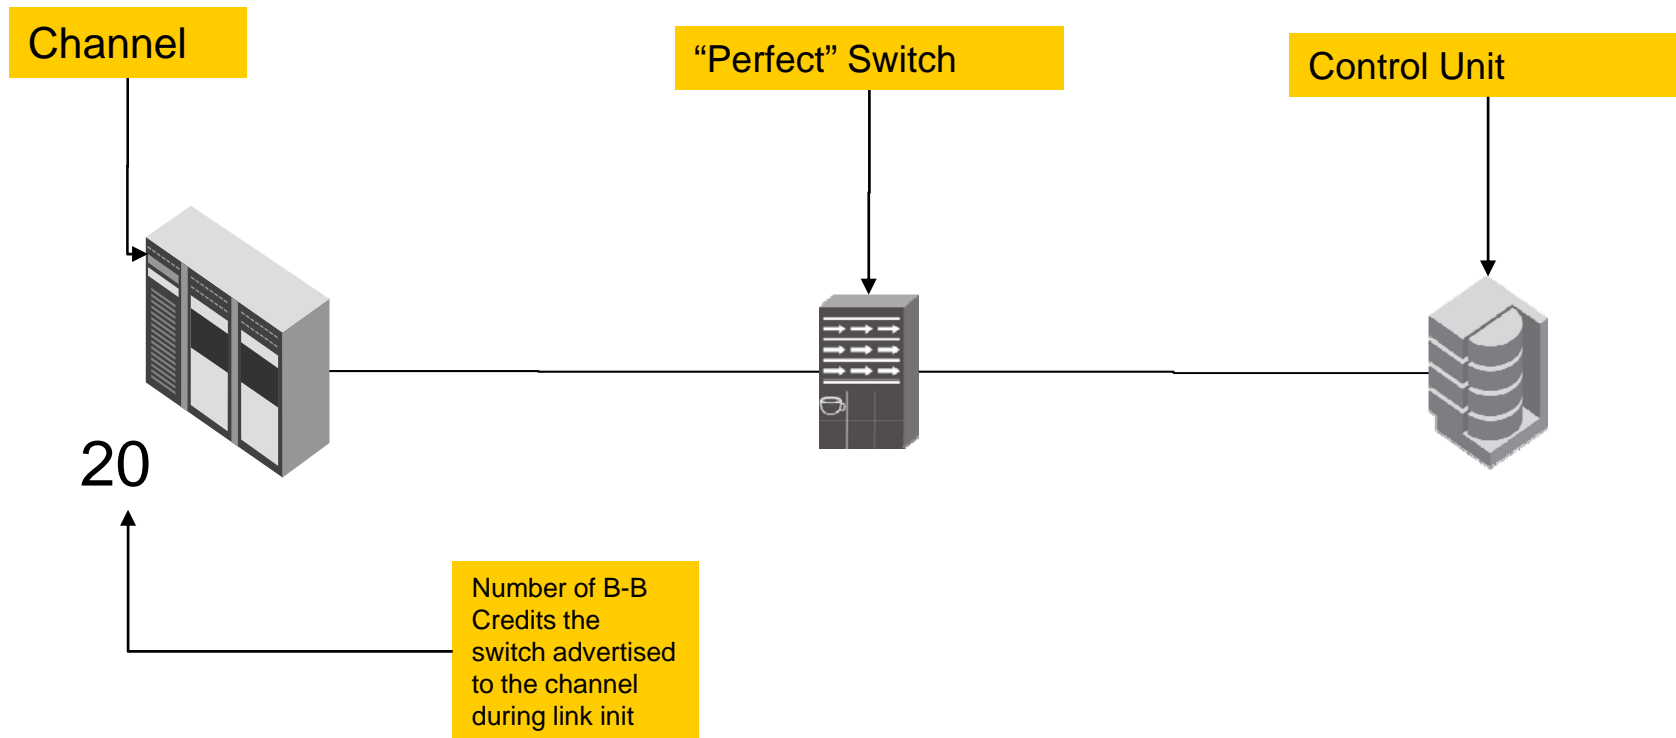 Channel
“Perfect” Switch
Control Unit
20
Number of B-B
Credits the
switch advertised
to the channel
during link init